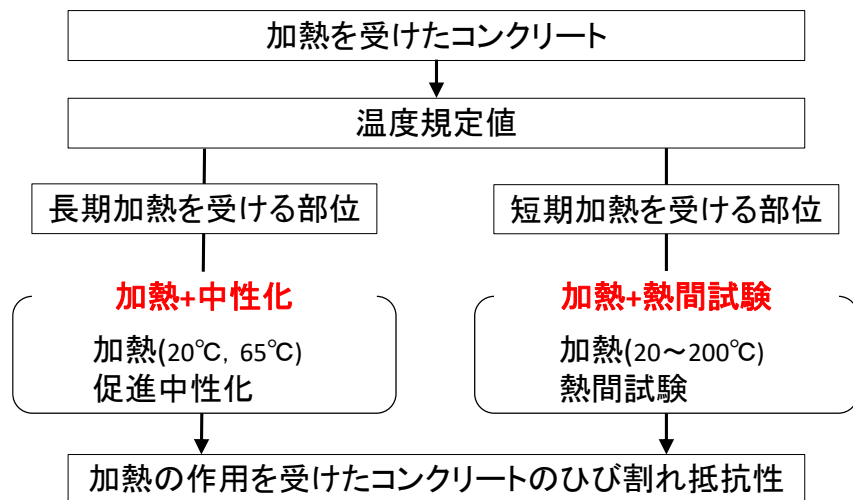 加熱を受けたコンクリート
温度規定値
長期加熱を受ける部位
短期加熱を受ける部位
加熱+中性化
加熱(20℃, 65℃)
促進中性化
加熱+熱間試験
加熱(20～200℃)
熱間試験
加熱の作用を受けたコンクリートのひび割れ抵抗性